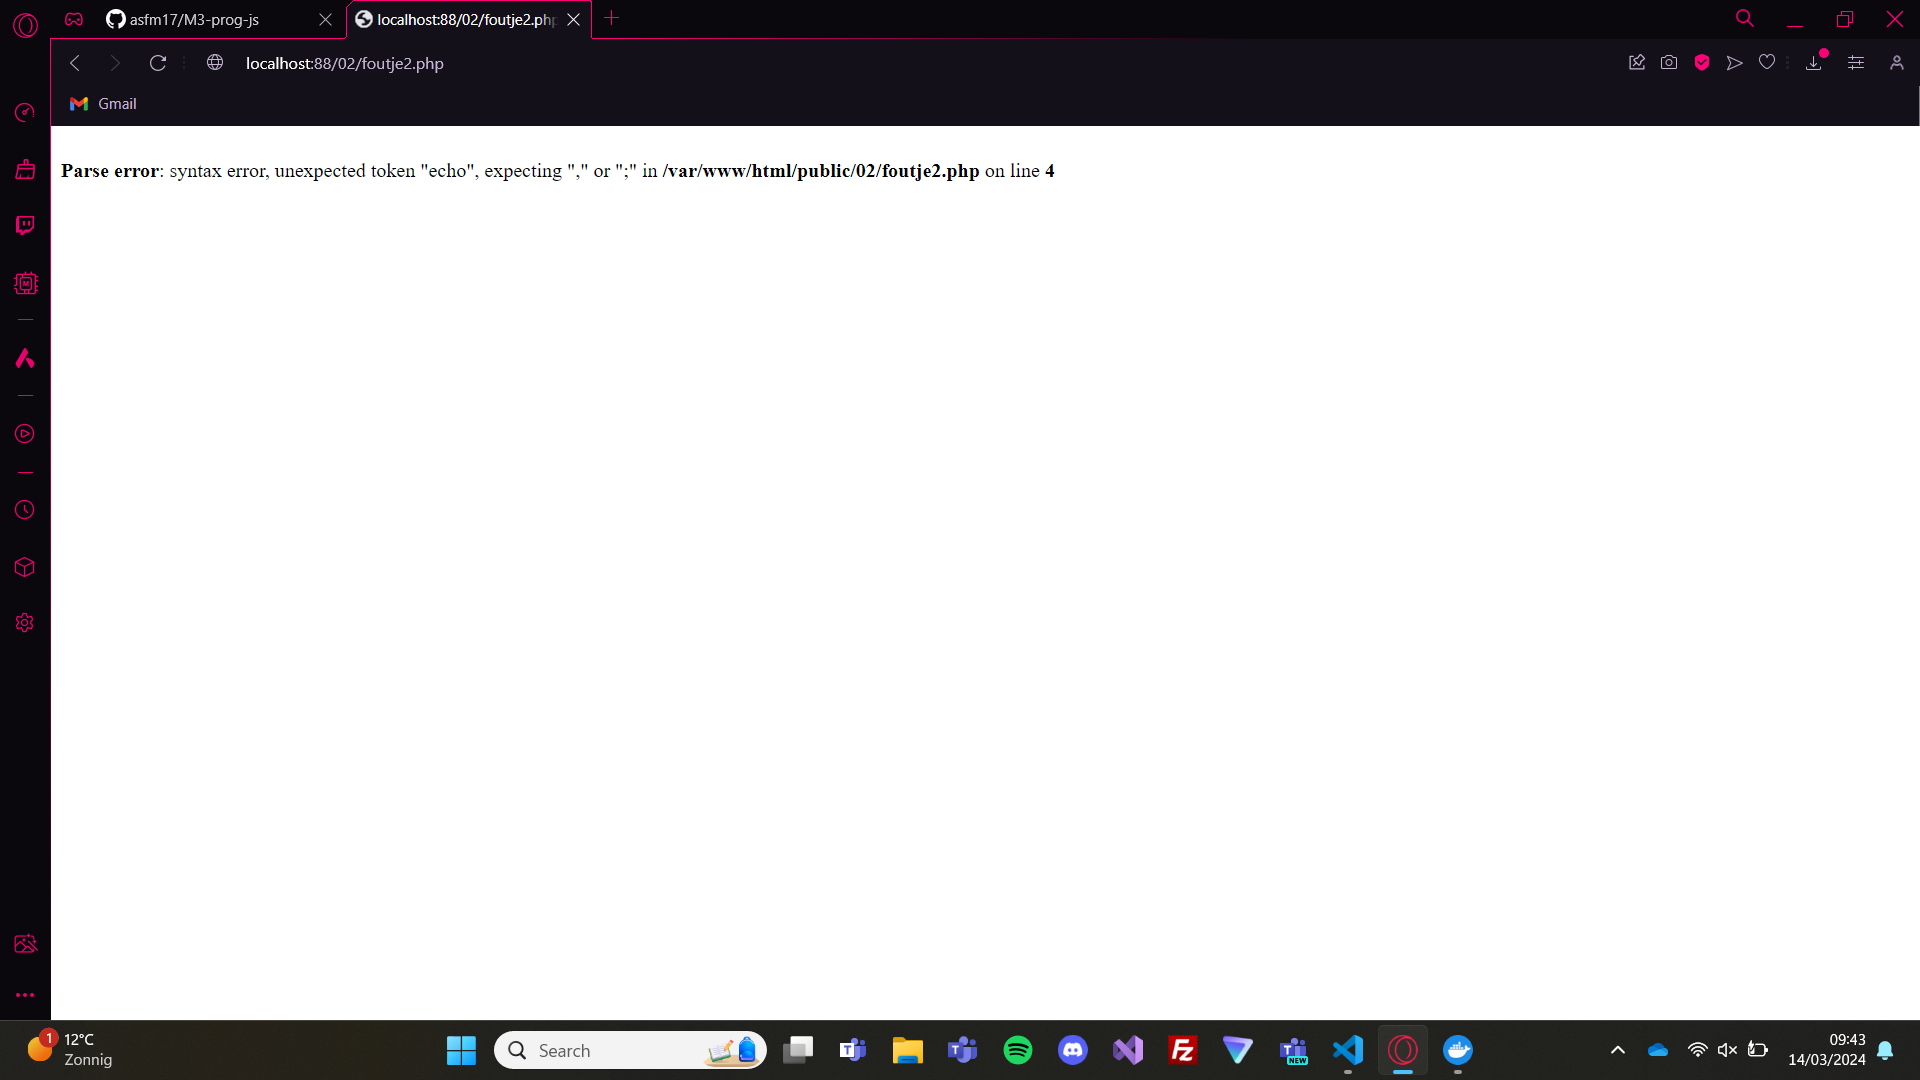 asfm17/M3-prog-js
localhost:88/02/foutje2.php
localhost:88/02/foutje2.php
Gmail
Parse error: syntax error, unexpected token "echo", expecting "," or ";" in /var/www/html/public/02/foutje2.php on line 4
1
12°C
Zonnig
Search
NEW
09:43
14/03/2024